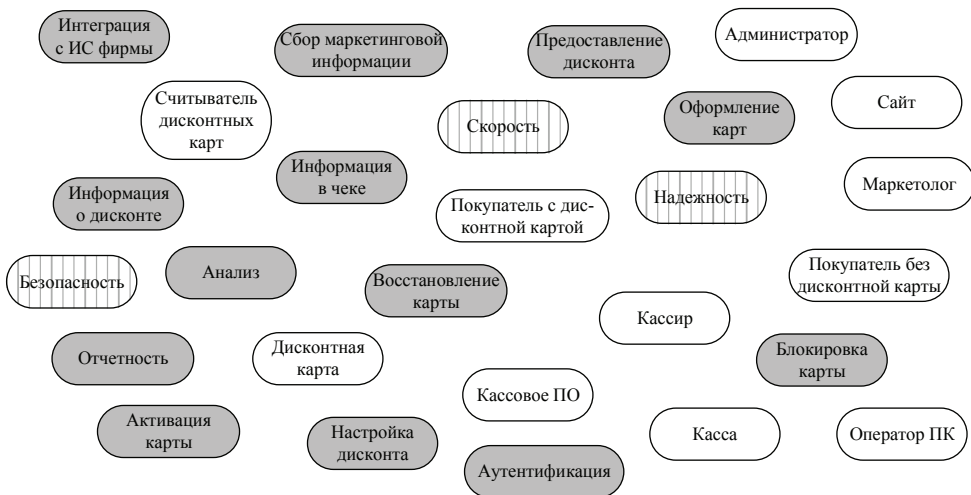 Интеграция
с ИС фирмы
Сбор маркетинговой
информации
Предоставление
дисконта
Администратор
Считыватель
дисконтных
карт
Скорость
Оформление
карт
Сайт
Информация
о дисконте
Информация
в чеке
Покупатель с дис-
контной картой
Надежность
Маркетолог
Безопасность
Анализ
Восстановление
карты
Кассир
Покупатель без
дисконтной карты
Отчетность
Дисконтная
карта
Кассовое ПО
Блокировка
карты
Активация
карты
Настройка
дисконта
Аутентификация
Касса
Оператор ПК